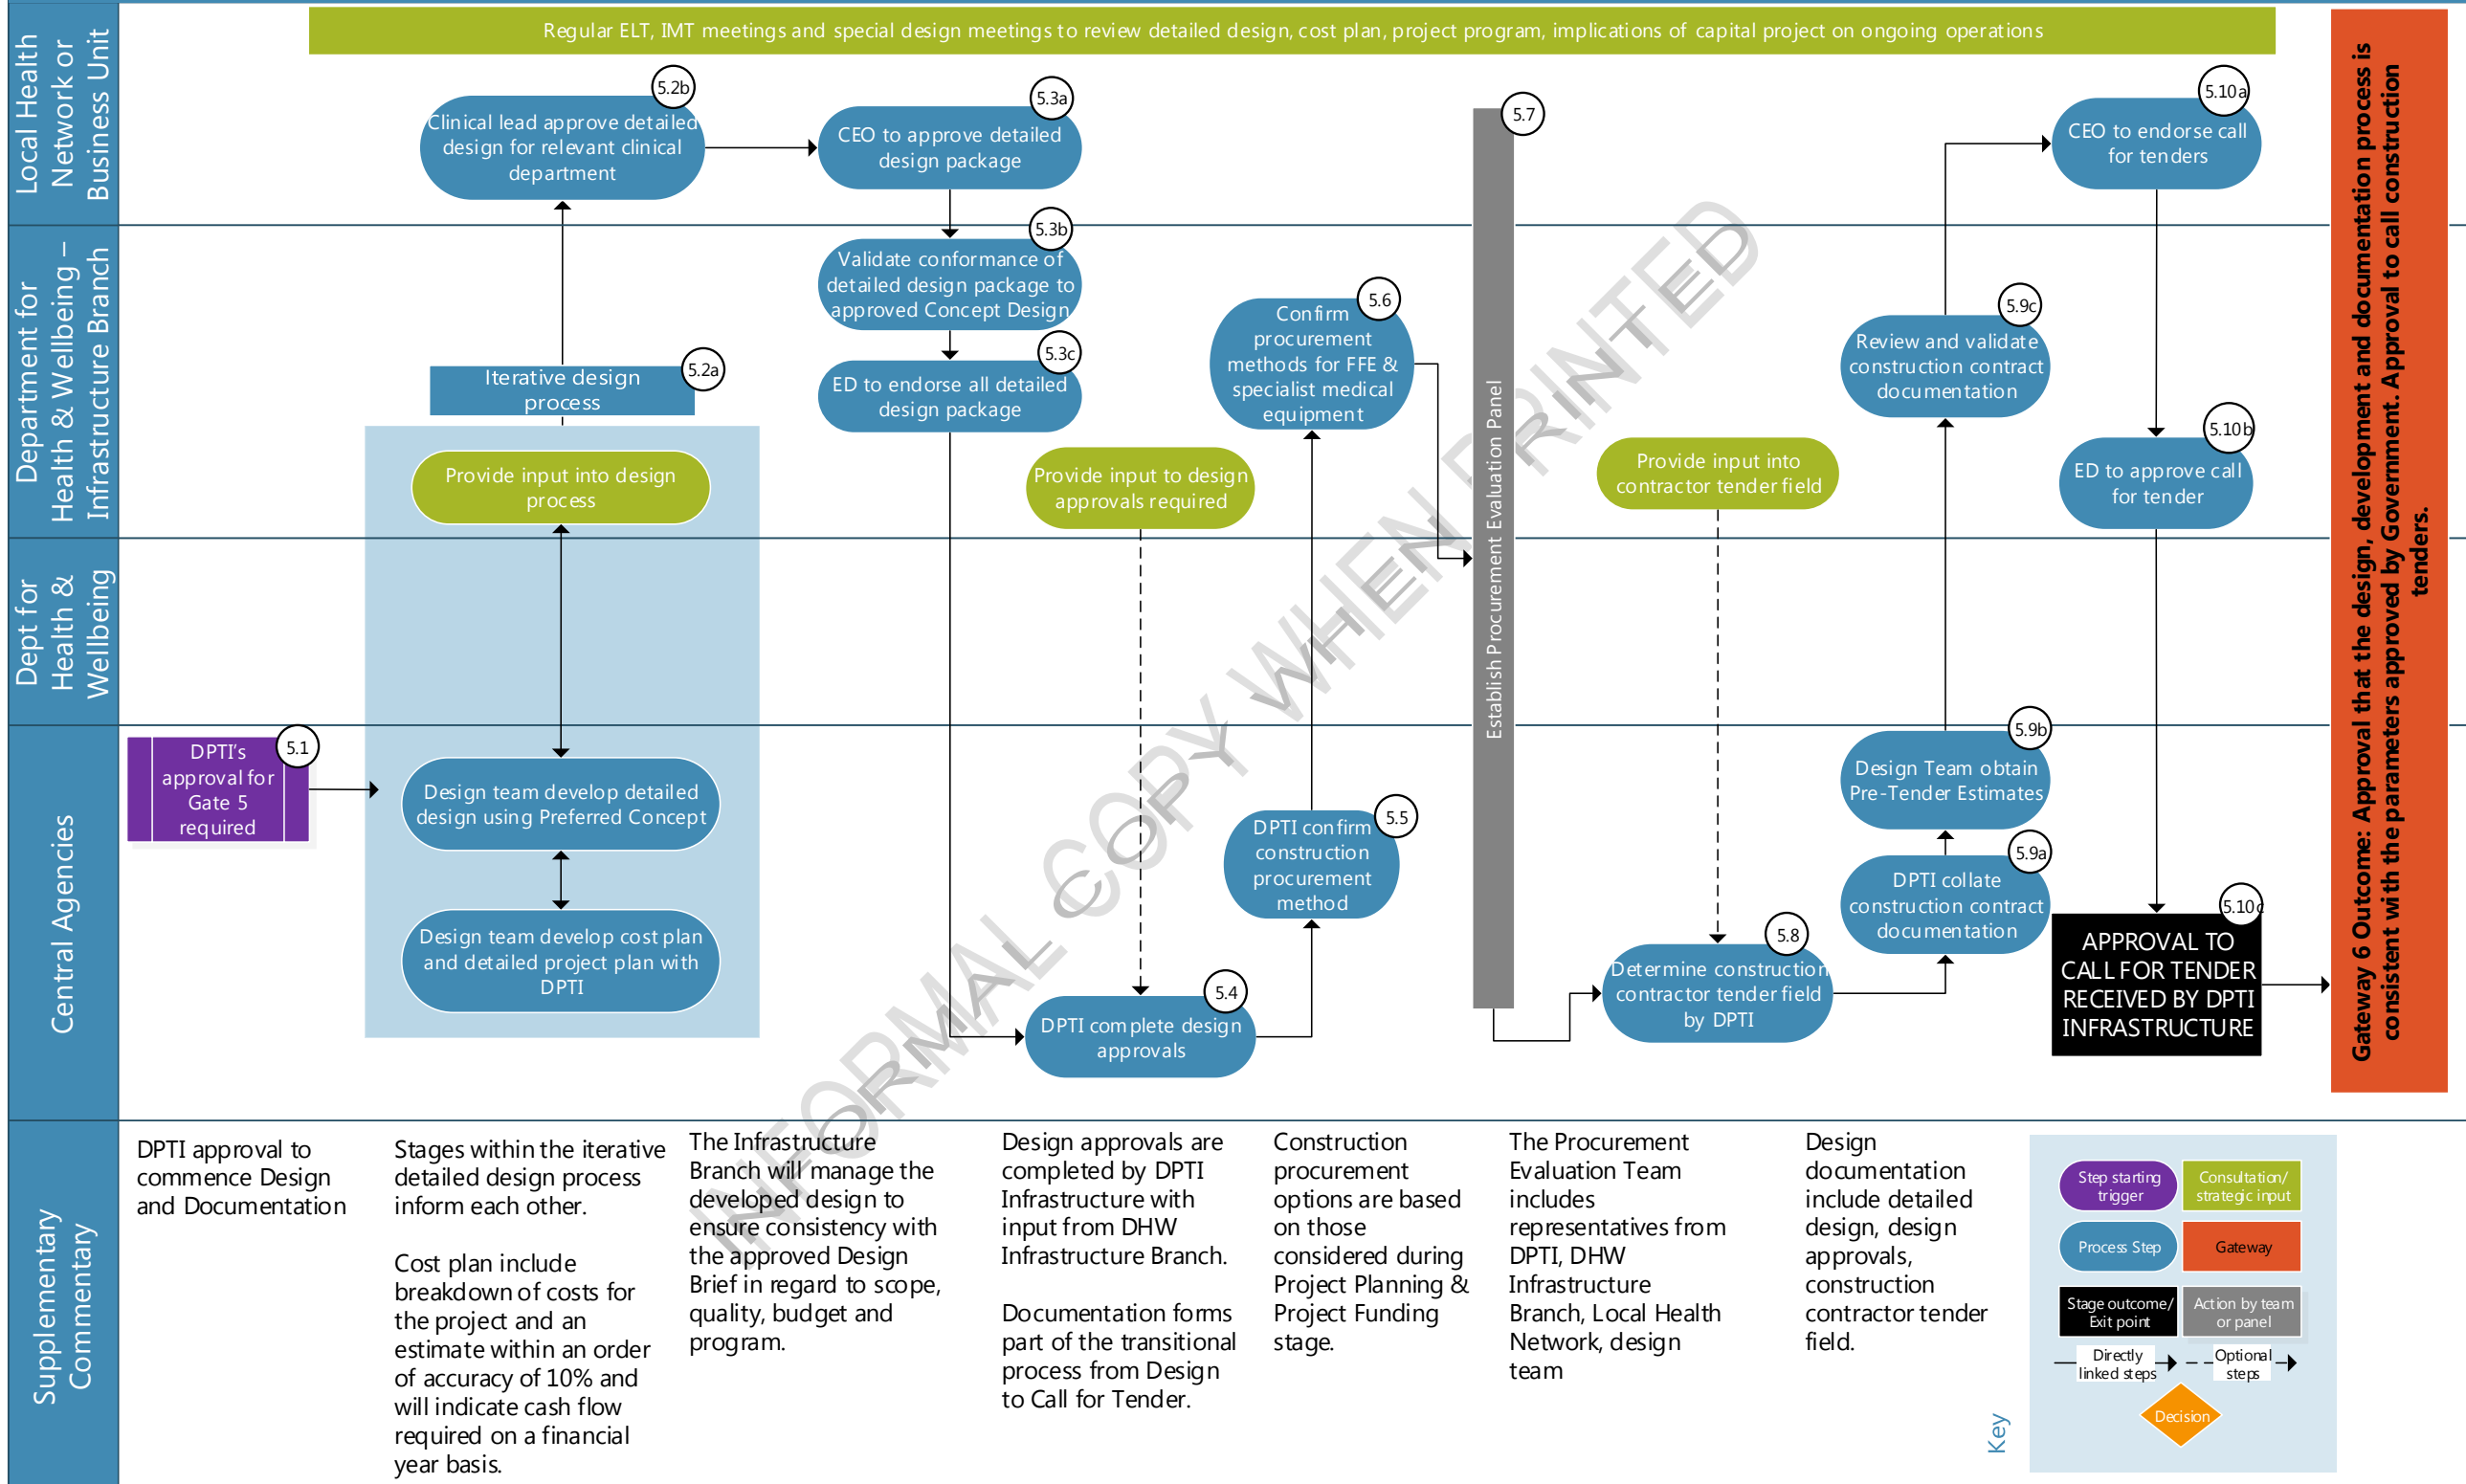 Regular ELT, IMT meetings and special design meetings to review detailed design, cost plan, project program, implications of capital project on ongoing operations
Local Health
Network or
Business Unit
5.2b
Clinical lead approve detailed
design for relevant clinical
department
5.3a
CEO to approve detailed
design package
5.7
5.10a
CEO to endorse call
for tenders
Department for
Health & Wellbeing –
Infrastructure Branch
5.3b
Validate conformance of
detailed design package to
approved Concept Design
5.3c
ED to endorse all detailed
design package
5.2a
Iterative design
process
Provide input into design
process
Provide input to design
approvals required
5.6
Confirm
procurement
methods for FFE &
specialist medical
equipment
Establish Procurement Evaluation Panel
Provide input into
contractor tender field
5.9c
Review and validate
construction contract
documentation
5.10b
ED to approve call
for tender
Dept for
Health &
Wellbeing
Central Agencies
5.1
DPTI's
approval for
Gate 5
required
Design team develop detailed
design using Preferred Concept
Design team develop cost plan
and detailed project plan with
DPTI
5.4
DPTI complete design
approvals
5.5
DPTI confirm
construction
procurement
method
5.8
Determine construction
contractor tender field
by DPTI
5.9b
Design Team obtain
Pre-Tender Estimates
5.9a
DPTI collate
construction contract
documentation
5.10c
APPROVAL TO
CALL FOR TENDER
RECEIVED BY DPTI
INFRASTRUCTURE
Gateway 6 Outcome: Approval that the design, development and documentation process is
consistent with the parameters approved by Government. Approval to call construction
tenders.
INFORMAL COPY WHEN PRINTED
Supplementary
Commentary
DPTI approval to
commence Design
and Documentation
Stages within the iterative
detailed design process
inform each other.
Cost plan include
breakdown of costs for
the project and an
estimate within an order
of accuracy of 10% and
will indicate cash flow
required on a financial
year basis.
The Infrastructure
Branch will manage the
developed design to
ensure consistency with
the approved Design
Brief in regard to scope,
quality, budget and
program.
Design approvals are
completed by DPTI
Infrastructure with
input from DHW
Infrastructure Branch.
Documentation forms
part of the transitional
process from Design
to Call for Tender.
Construction
procurement
options are based
on those
considered during
Project Planning &
Project Funding
stage.
The Procurement
Evaluation Team
includes
representatives from
DPTI, DHW
Infrastructure
Branch, Local Health
Network, design
team
Design
documentation
include detailed
design, design
approvals,
construction
contractor tender
field.
Key
Step starting
trigger
Consultation/
strategic input
Process Step
Gateway
Stage outcome/
Exit point
Action by team
or panel
Directly
linked steps
Optional
steps
Decision